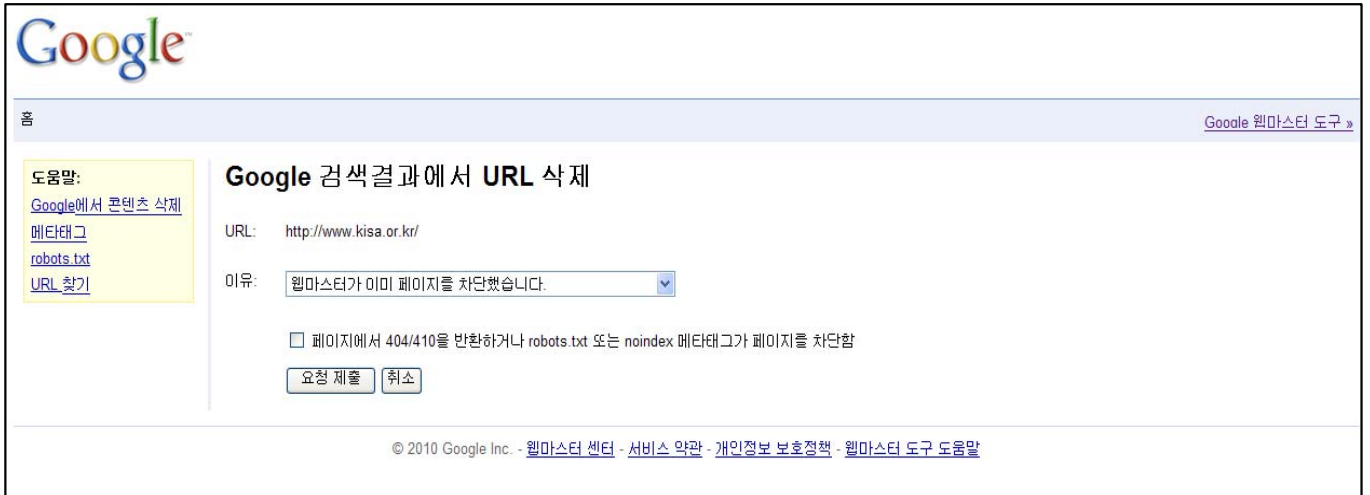 Google™
홈
Google 웹마스터 도구 »
도움말:
Google에서 콘텐츠 삭제
메타태그
robots.txt
URL 찾기
Google 검색결과에서 URL 삭제
URL: http://www.kisa.or.kr/
이유: 웹마스터가 이미 페이지를 차단했습니다.
페이지에서 404/410을 반환하거나 robots.txt 또는 noindex 메타태그가 페이지를 차단함
요청 제출 취소
© 2010 Google Inc. - 웹마스터 센터 - 서비스 약관 - 개인정보 보호정책 - 웹마스터 도구 도움말